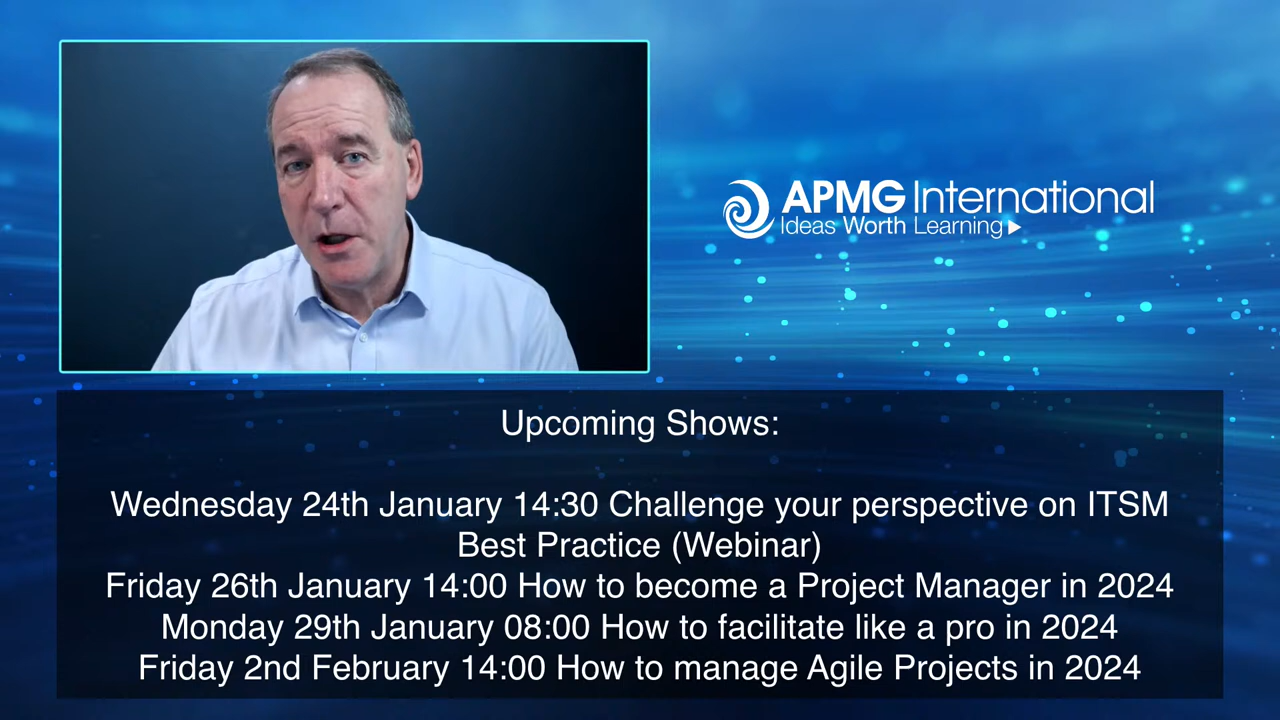 APMG International
Ideas Worth Learning
Upcoming Shows:
Wednesday 24th January 14:30 Challenge your perspective on ITSM
Best Practice (Webinar)
Friday 26th January 14:00 How to become a Project Manager in 2024
Monday 29th January 08:00 How to facilitate like a pro in 2024
Friday 2nd February 14:00 How to manage Agile Projects in 2024